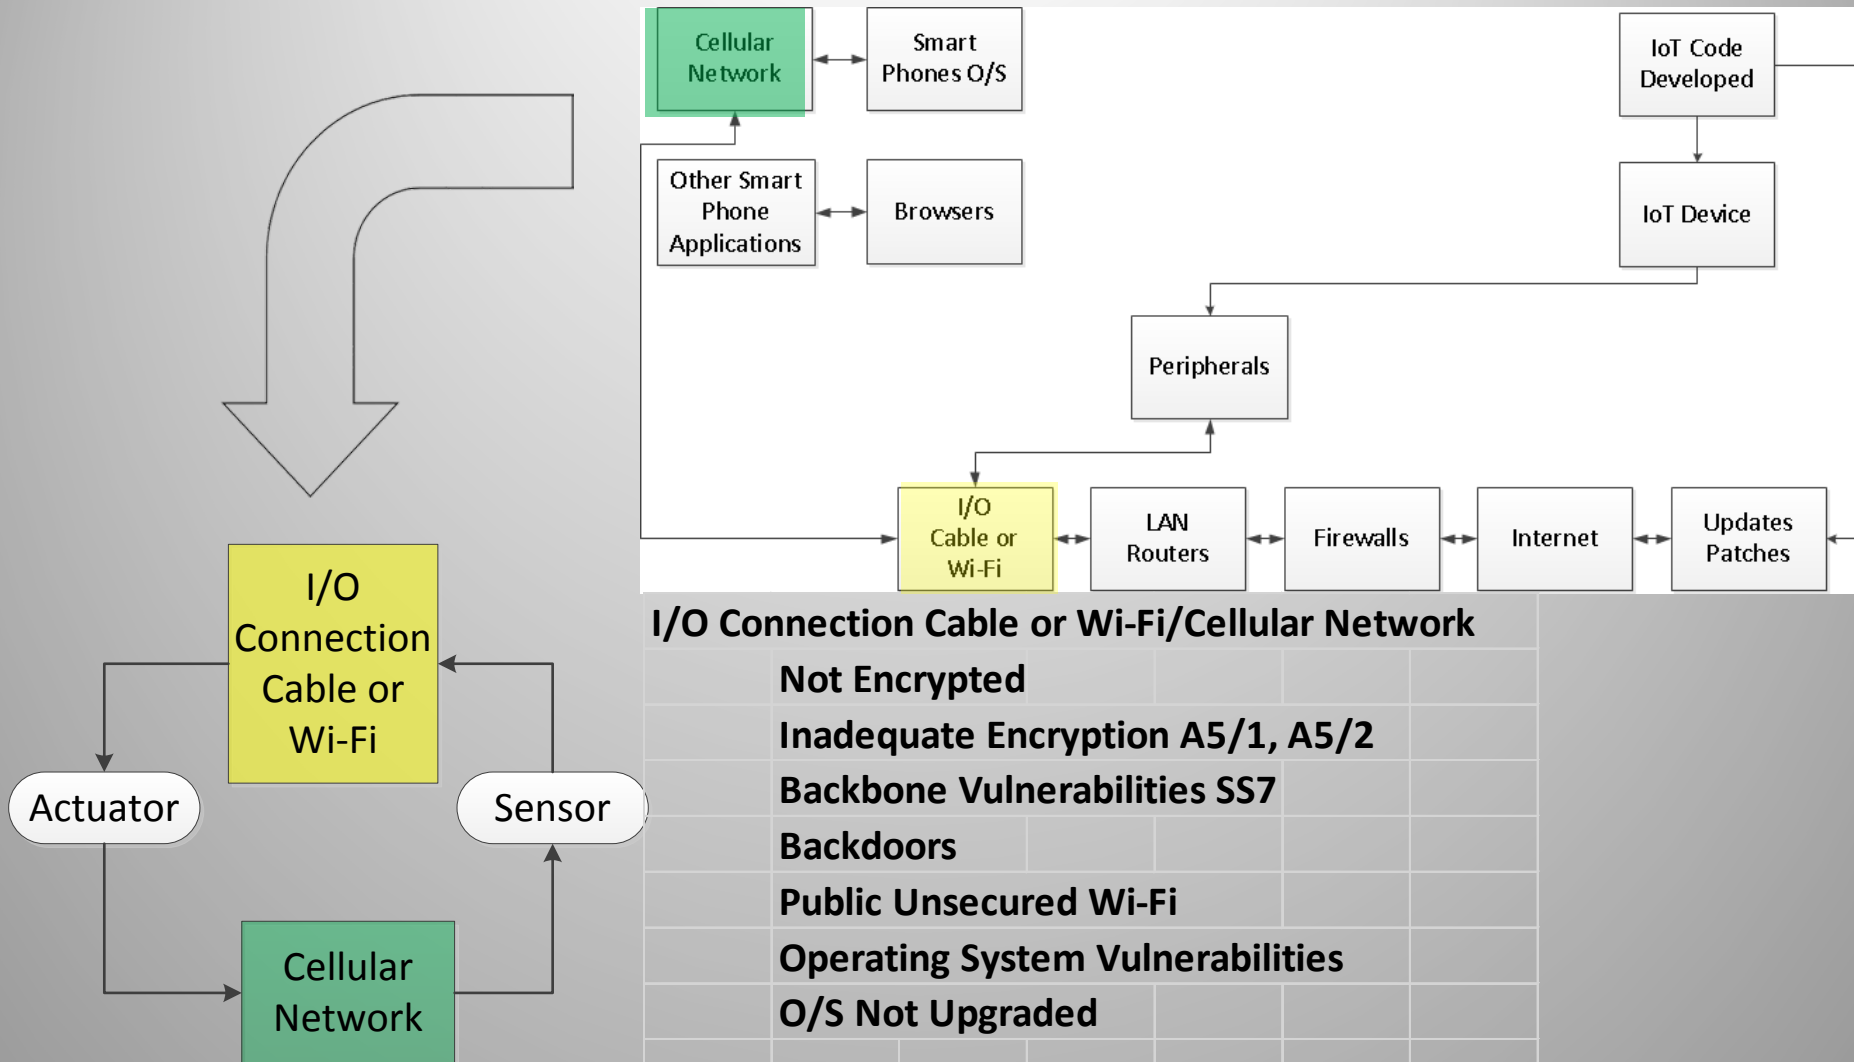 Cellular
Network
Smart
Phones O/S
IoT Code
Developed
Other Smart
Phone
Applications
Browsers
IoT Device
Peripherals
I/O
Cable or
Wi-Fi
LAN
Routers
Firewalls
Internet
Updates
Patches
I/O
Connection
Cable or
Wi-Fi
Actuator
Sensor
Cellular
Network
I/O Connection Cable or Wi-Fi/Cellular Network
Not Encrypted
Inadequate Encryption A5/1, A5/2
Backbone Vulnerabilities SS7
Backdoors
Public Unsecured Wi-Fi
Operating System Vulnerabilities
O/S Not Upgraded